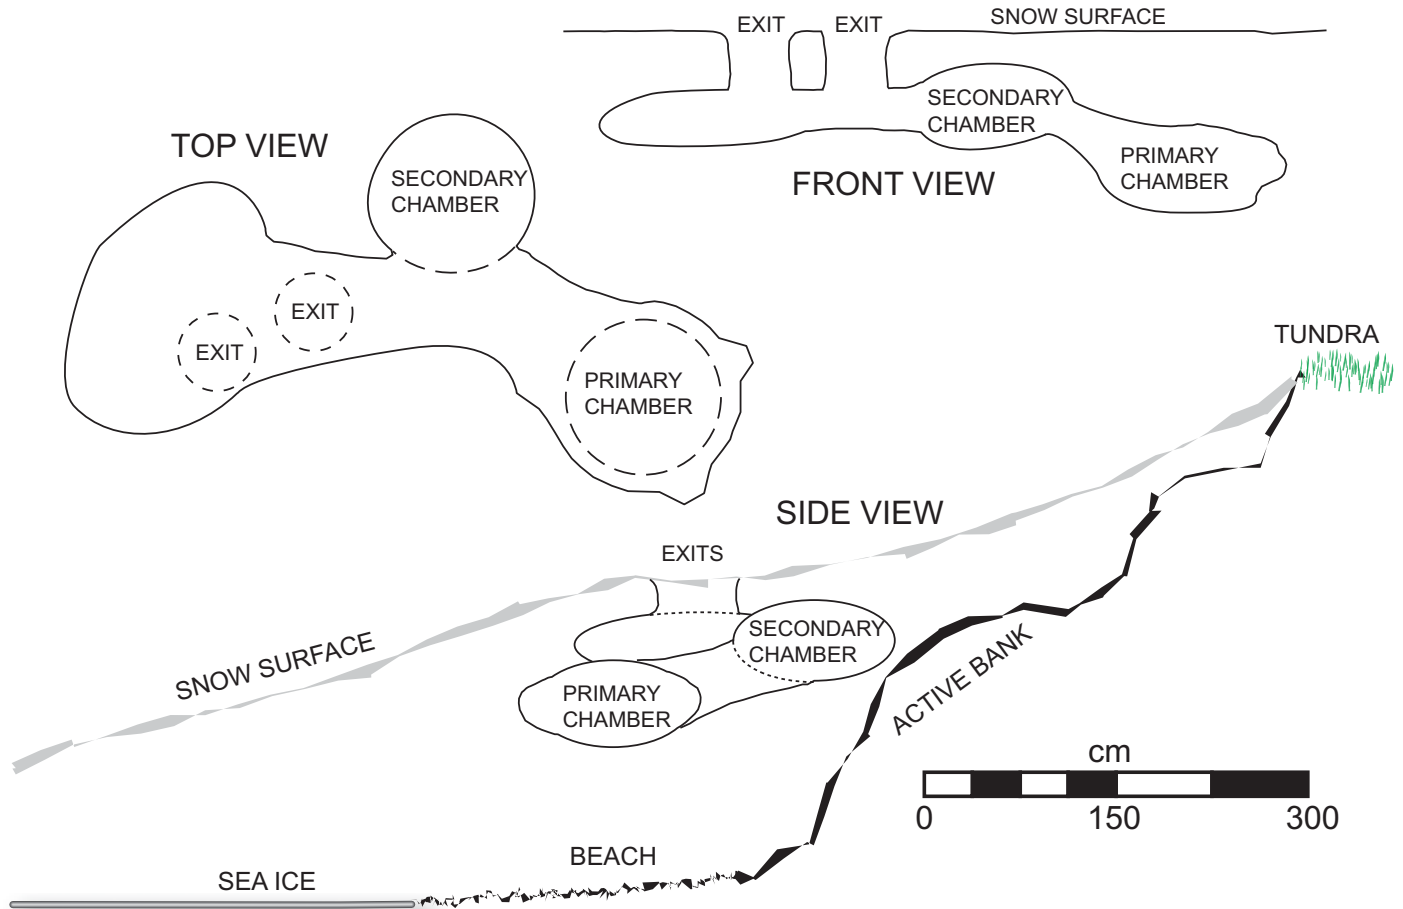 EXIT EXIT SNOW SURFACE
SECONDARY
CHAMBER
PRIMARY
CHAMBER
FRONT VIEW
TOP VIEW
SECONDARY
CHAMBER
EXIT
EXIT
PRIMARY
CHAMBER
TUNDRA
SIDE VIEW
EXITS
SECONDARY
CHAMBER
SNOW SURFACE
PRIMARY
CHAMBER
ACTIVE BANK
cm
0 150 300
BEACH
SEA ICE